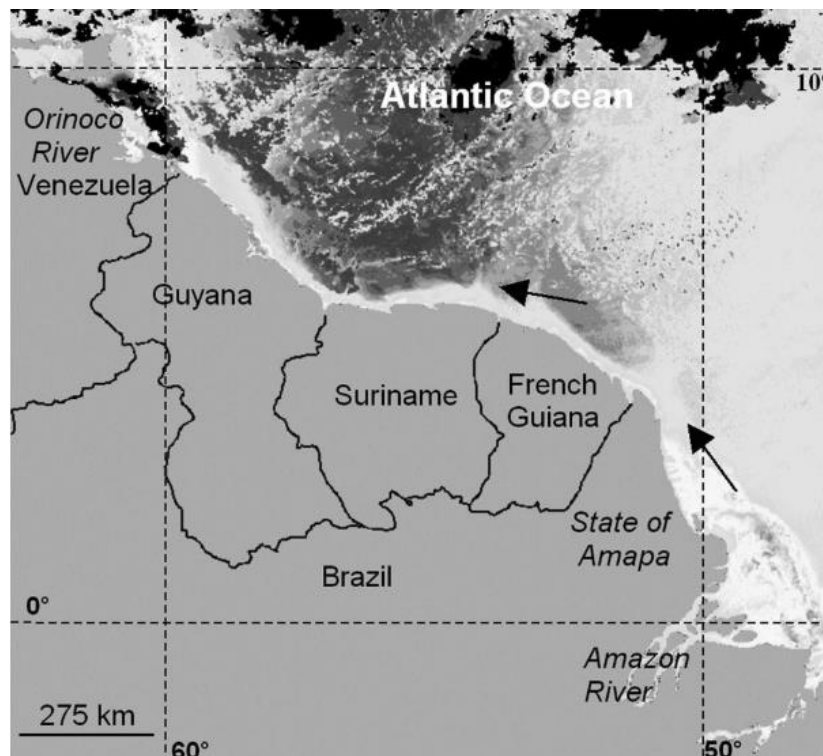 10°
Atlantic Ocean
Orinoco
River
Venezuela
Guyana
Suriname
French
Guiana
State of
Amapa
Brazil
0°
Amazon
River
275 km
60°
50°